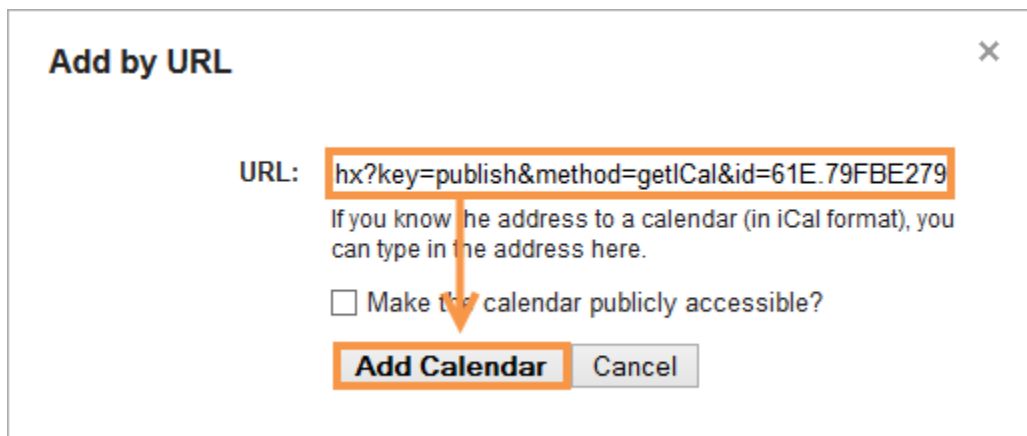 Add by URL
×
URL: hx?key=publish&method=getICal&id=61E.79FBE279
If you know the address to a calendar (in iCal format), you
can type in the address here.
Make the calendar publicly accessible?
Add Calendar Cancel